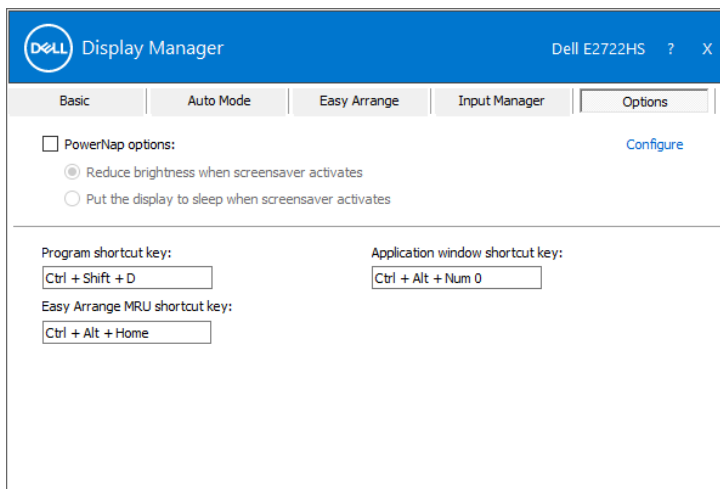 DELL Display Manager Dell E2722HS ? X
Basic Auto Mode Easy Arrange Input Manager Options
PowerNap options: Configure
Reduce brightness when screensaver activates
Put the display to sleep when screensaver activates
Program shortcut key: Application window shortcut key:
Ctrl + Shift + D Ctrl + Alt + Num 0
Easy Arrange MRU shortcut key:
Ctrl + Alt + Home